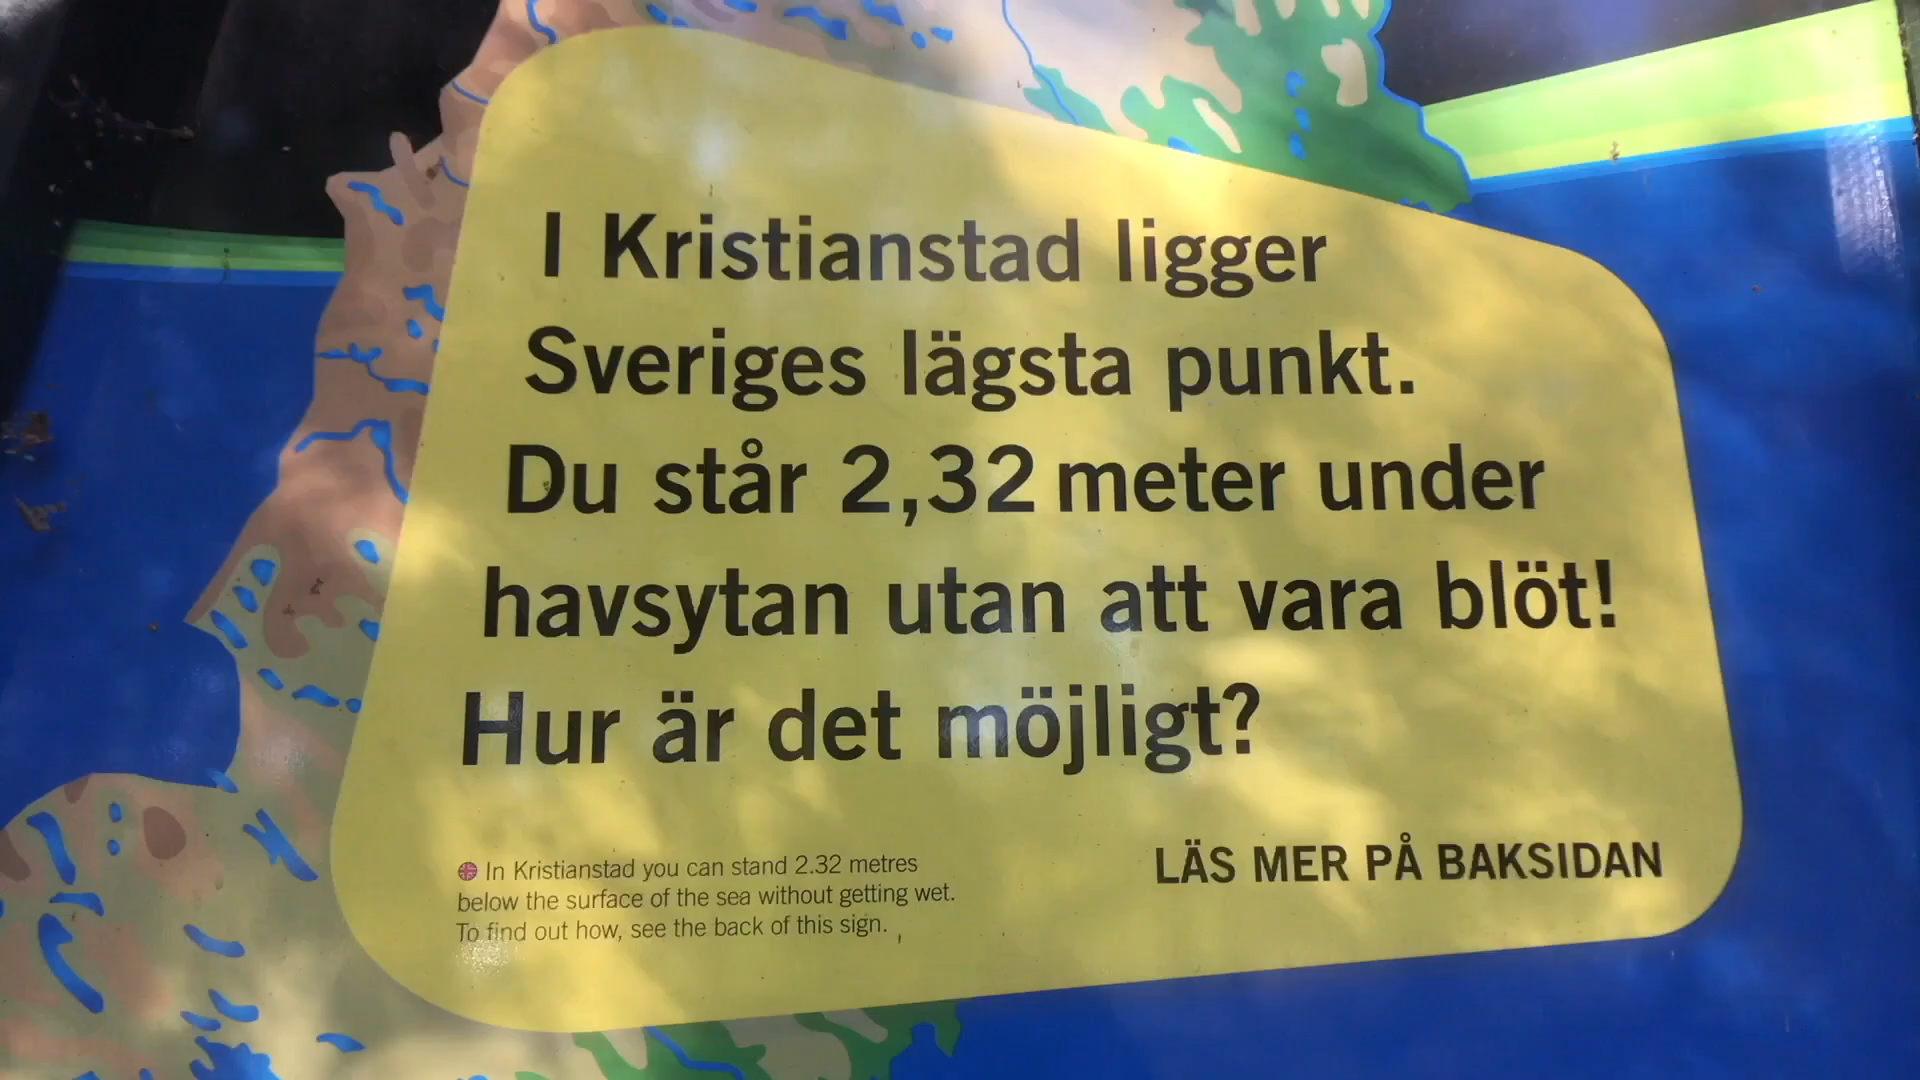 I Kristianstad ligger
Sveriges lägsta punkt.
Du står 2,32 meter under
havsytan utan att vara blöt!
Hur är det möjligt?
In Kristianstad you can stand 2.32 metres
below the surface of the sea without getting wet.
To find out how, see the back of this sign.
LÄS MER PÅ BAKSIDAN